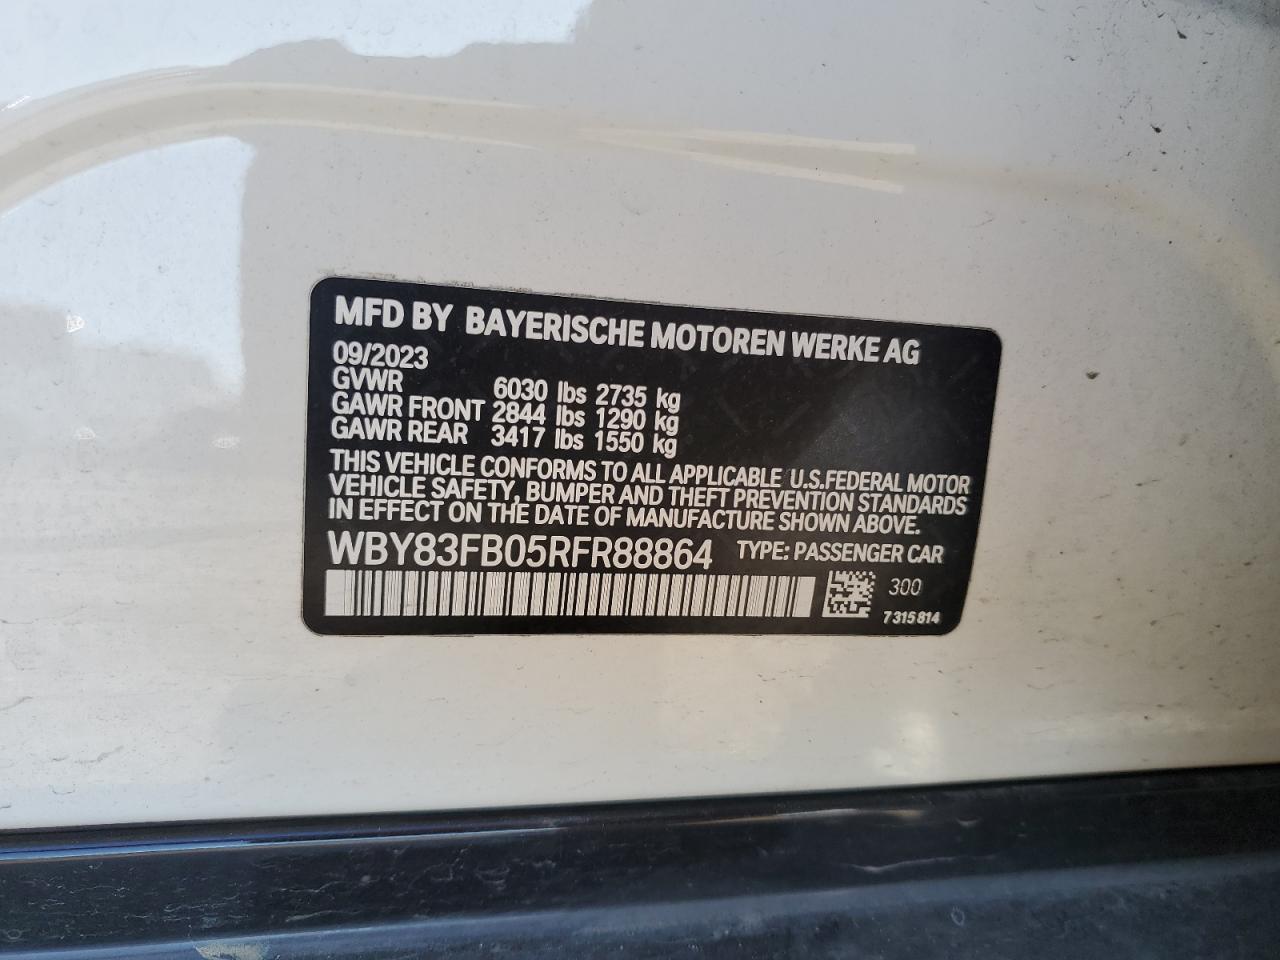 MFD BY BAYERISCHE MOTOREN WERKE AG
09/2023
GVWR 6030 lbs 2735 kg
GAWR FRONT 2844 lbs 1290 kg
GAWR REAR 3417 lbs 1550 kg
THIS VEHICLE CONFORMS TO ALL APPLICABLE U.S.FEDERAL MOTOR
VEHICLE SAFETY, BUMPER AND THEFT PREVENTION STANDARDS
IN EFFECT ON THE DATE OF MANUFACTURE SHOWN ABOVE.
WBY83FB05RFR88864 TYPE: PASSENGER CAR
300
7 315 814